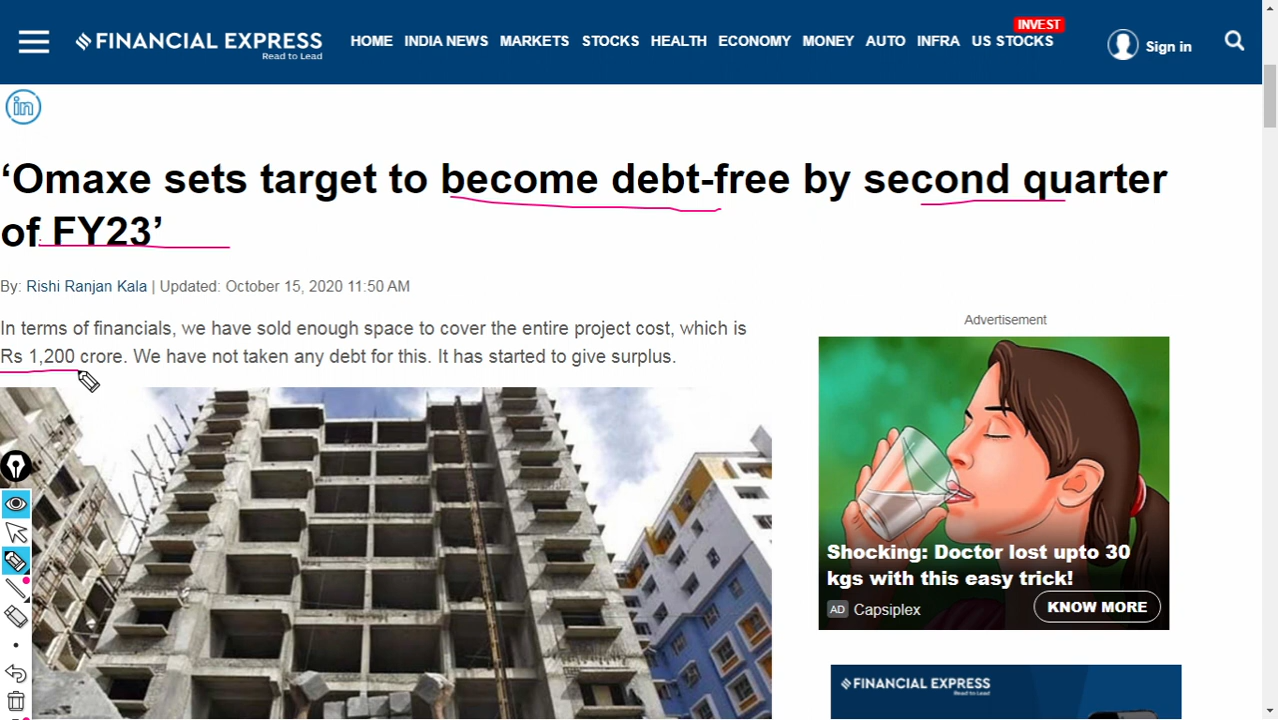 FINANCIAL EXPRESS
Read to Lead
HOME INDIA NEWS MARKETS STOCKS HEALTH ECONOMY MONEY AUTO INFRA US STOCKS
INVEST
Sign in
in
‘Omaxe sets target to become debt-free by second quarter
of FY23’
By: Rishi Ranjan Kala | Updated: October 15, 2020 11:50 AM
In terms of financials, we have sold enough space to cover the entire project cost, which is
Rs 1,200 crore. We have not taken any debt for this. It has started to give surplus.
Advertisement
Shocking: Doctor lost upto 30
kgs with this easy trick!
AD Capsiplex
KNOW MORE
FINANCIAL EXPRESS
Read to Lead